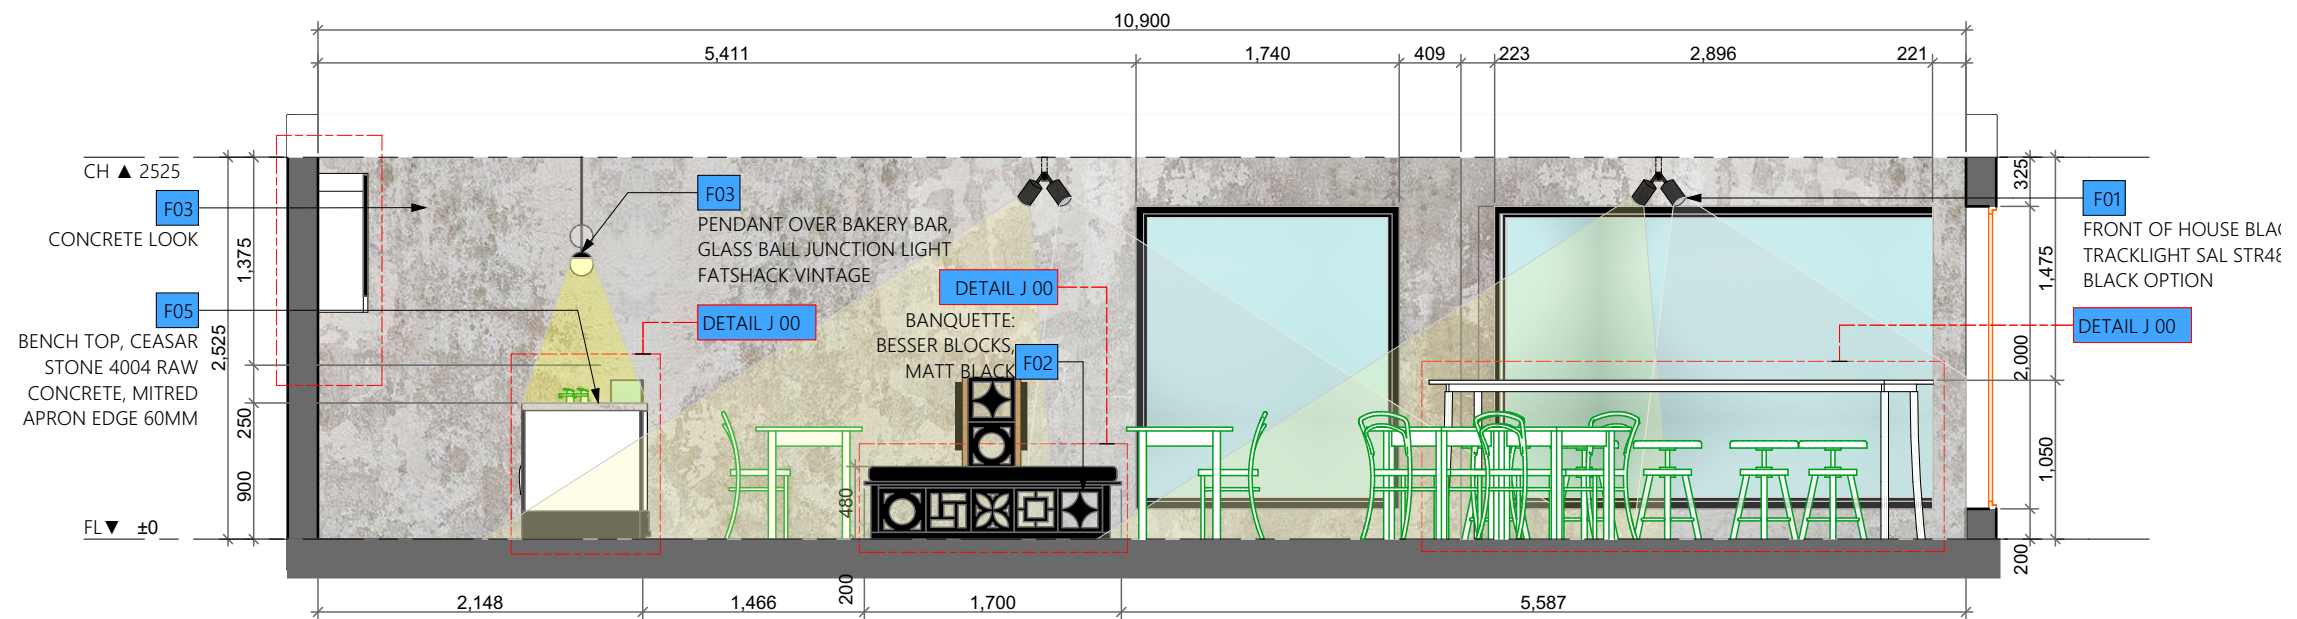 10,900
5,411
1,740
409
223
2,896
221
CH ▲ 2525
F03
CONCRETE LOOK
F05
BENCH TOP, CEASAR
STONE 4004 RAW
CONCRETE, MITRED
APRON EDGE 60MM
FL▼ ±0
2,525
1,375
250
900
F03
PENDANT OVER BAKERY BAR,
GLASS BALL JUNCTION LIGHT
FATSHACK VINTAGE
DETAIL J 00
DETAIL J 00
BANQUETTE:
BESSER BLOCKS,
MATT BLACK
F02
480
200
325
1,475
2,000
1,050
200
F01
FRONT OF HOUSE BLAC
TRACKLIGHT SAL STR48
BLACK OPTION
DETAIL J 00
2,148
1,466
1,700
5,587